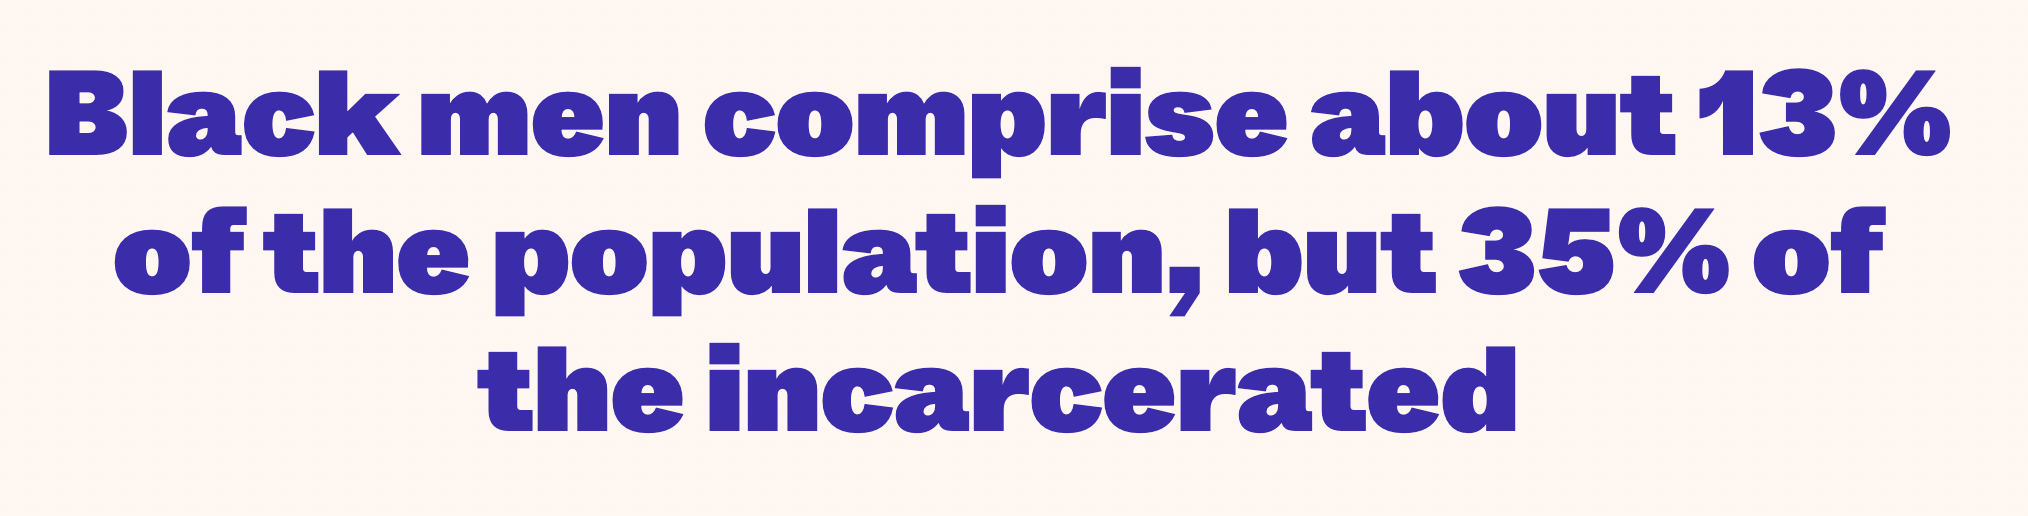 Black men comprise about 13%
of the population, but 35% of
the incarcerated